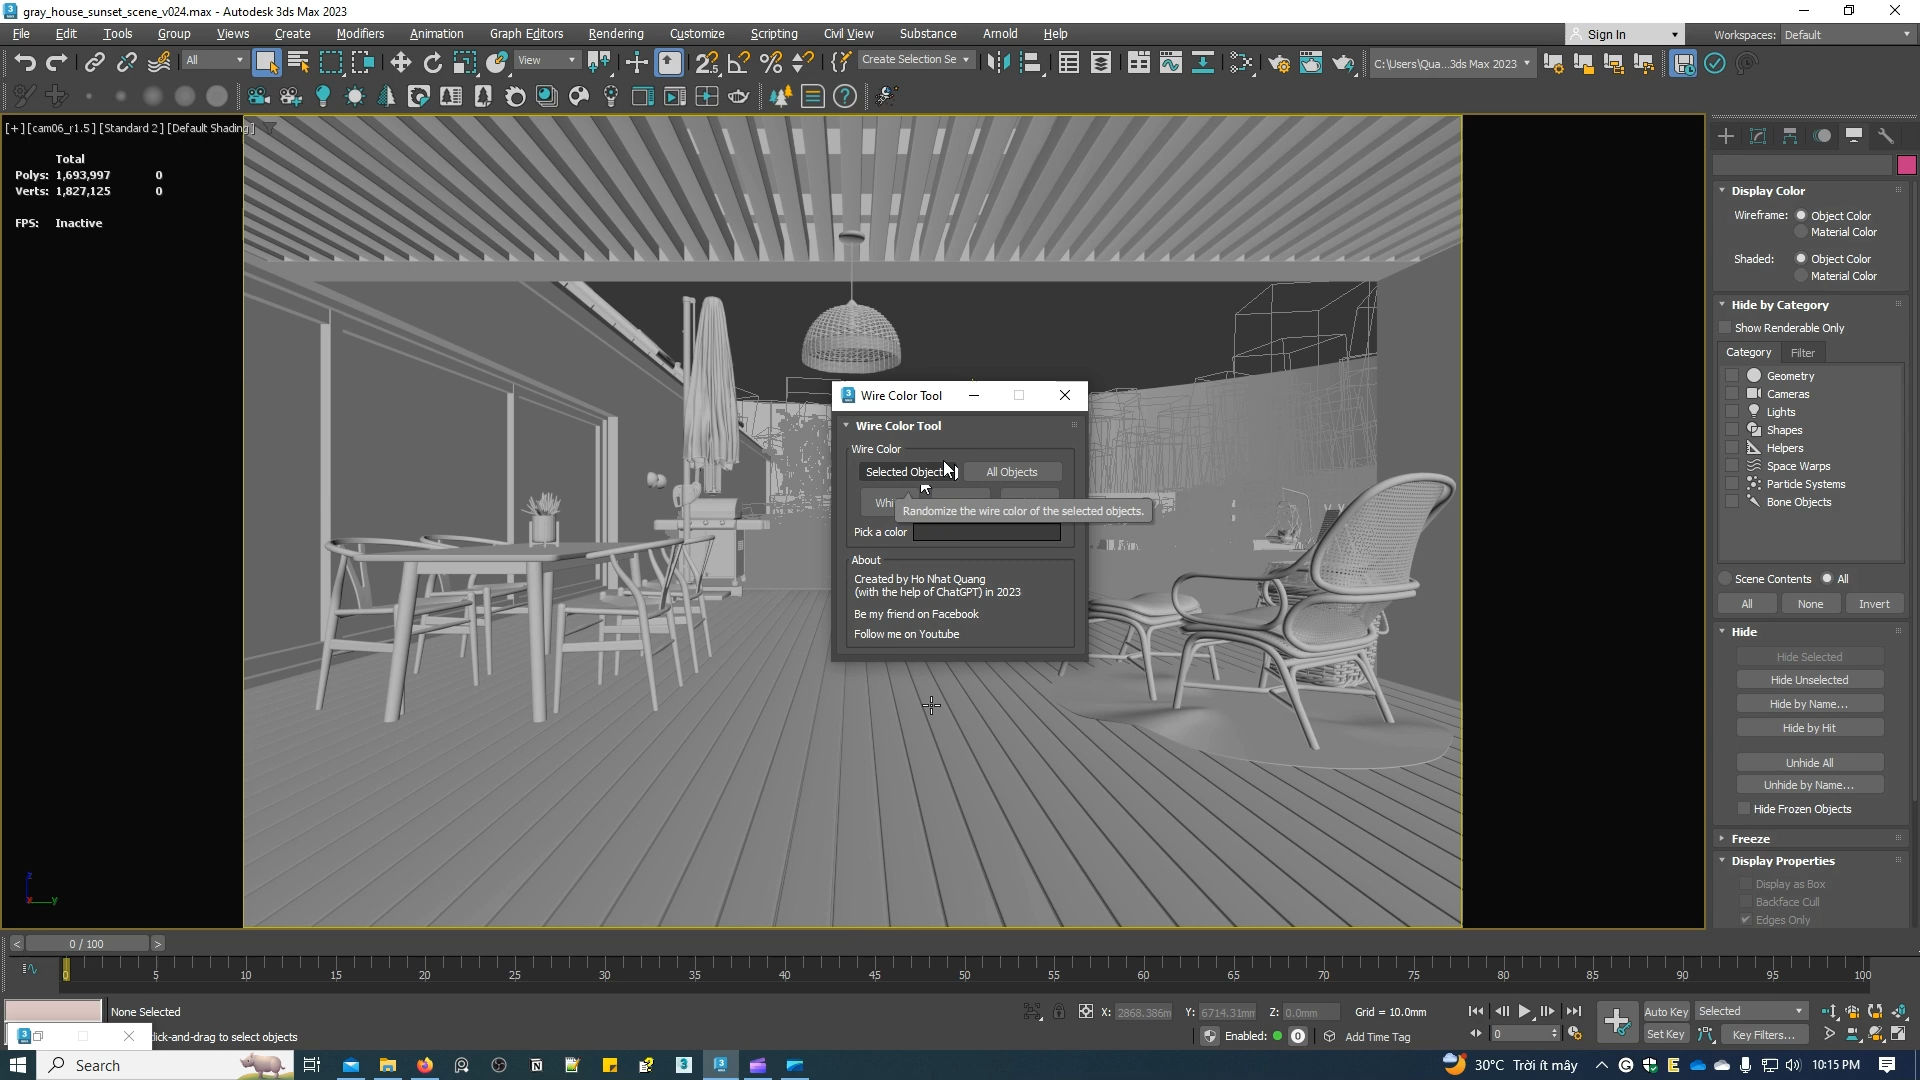 gray_house_sunset_scene_v024.max - Autodesk 3ds Max 2023
File Edit Tools Group Views Create Modifiers Animation Graph Editors Rendering Customize Scripting Civil View Substance Arnold Help
Sign In
Workspaces: Default
All
View
Create Selection Se
C:\Users\Qua...3ds Max 2023
[+] [cam06_r1.5] [Standard 2] [Default Shading]
Total
Polys: 1,693,997 0
Verts: 1,827,125 0
FPS: Inactive
Wire Color Tool
Wire Color Tool
Wire Color
Selected Object
All Objects
Whi
Randomize the wire color of the selected objects.
Pick a color
About
Created by Ho Nhat Quang
(with the help of ChatGPT) in 2023
Be my friend on Facebook
Follow me on Youtube
Display Color
Wireframe: Object Color
Material Color
Shaded: Object Color
Material Color
Hide by Category
Show Renderable Only
Category Filter
Geometry
Cameras
Lights
Shapes
Helpers
Space Warps
Particle Systems
Bone Objects
Scene Contents All
All None Invert
Hide
Hide Selected
Hide Unselected
Hide by Name...
Hide by Hit
Unhide All
Unhide by Name...
Hide Frozen Objects
Freeze
Display Properties
Display as Box
Backface Cull
Edges Only
z
x y
< 0 / 100 >
0 5 10 15 20 25 30 35 40 45 50 55 60 65 70 75 80 85 90 95 100
None Selected
X: 2868.386m Y: 6714.31mm Z: 0.0mm Grid = 10.0mm
Auto Key Selected
lick-and-drag to select objects
Enabled: 0 Add Time Tag
0
Set Key Key Filters...
Search
30°C Trời ít mây
10:15 PM